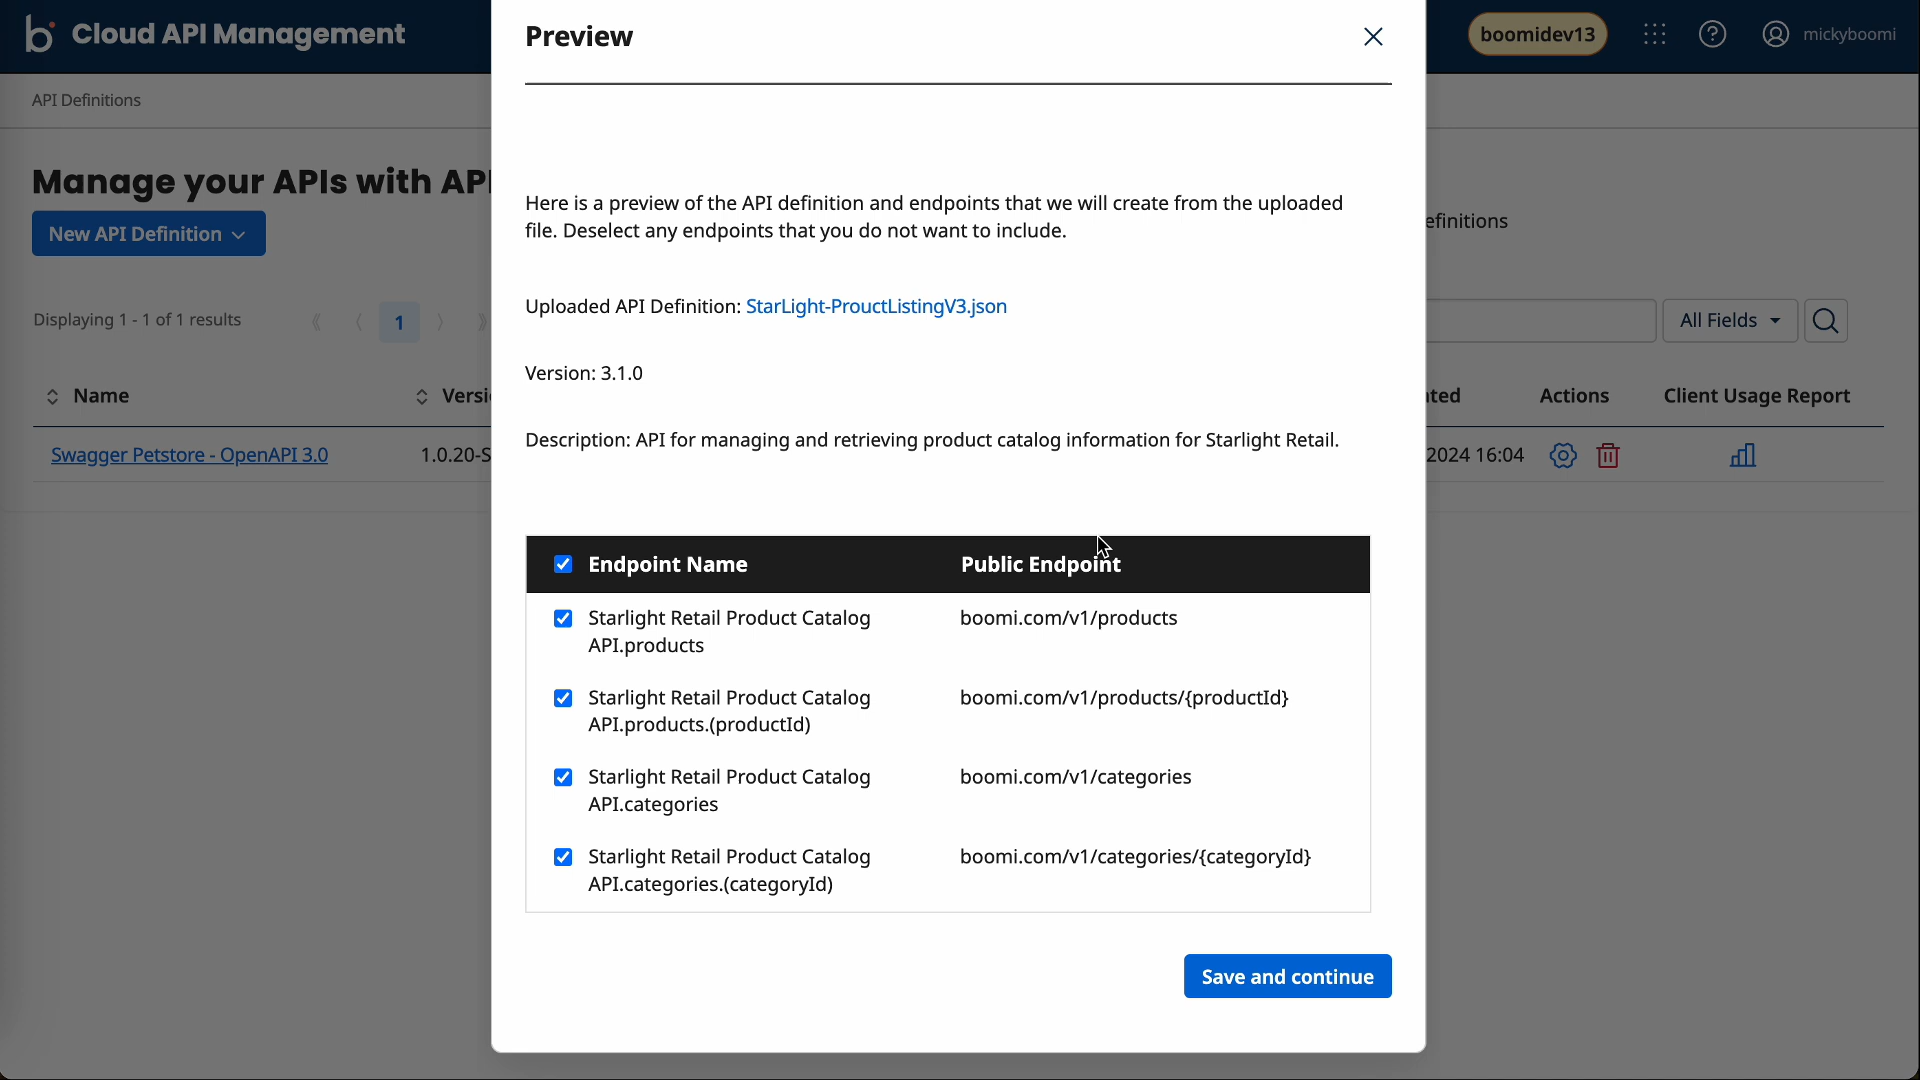 b Cloud API Management
boomidev13
mickyboomi
API Definitions
Manage your APIs with API
New API Definition
efinitions
Displaying 1 - 1 of 1 results
1
All Fields
Name
Versi
ted
Actions
Client Usage Report
Swagger Petstore - OpenAPI 3.0
1.0.20-S
2024 16:04
Preview
Here is a preview of the API definition and endpoints that we will create from the uploaded
file. Deselect any endpoints that you do not want to include.
Uploaded API Definition: StarLight-ProuctListingV3.json
Version: 3.1.0
Description: API for managing and retrieving product catalog information for Starlight Retail.
Endpoint Name Public Endpoint
Starlight Retail Product Catalog boomi.com/v1/products
API.products
Starlight Retail Product Catalog boomi.com/v1/products/{productId}
API.products.(productId)
Starlight Retail Product Catalog boomi.com/v1/categories
API.categories
Starlight Retail Product Catalog boomi.com/v1/categories/{categoryId}
API.categories.(categoryId)
Save and continue